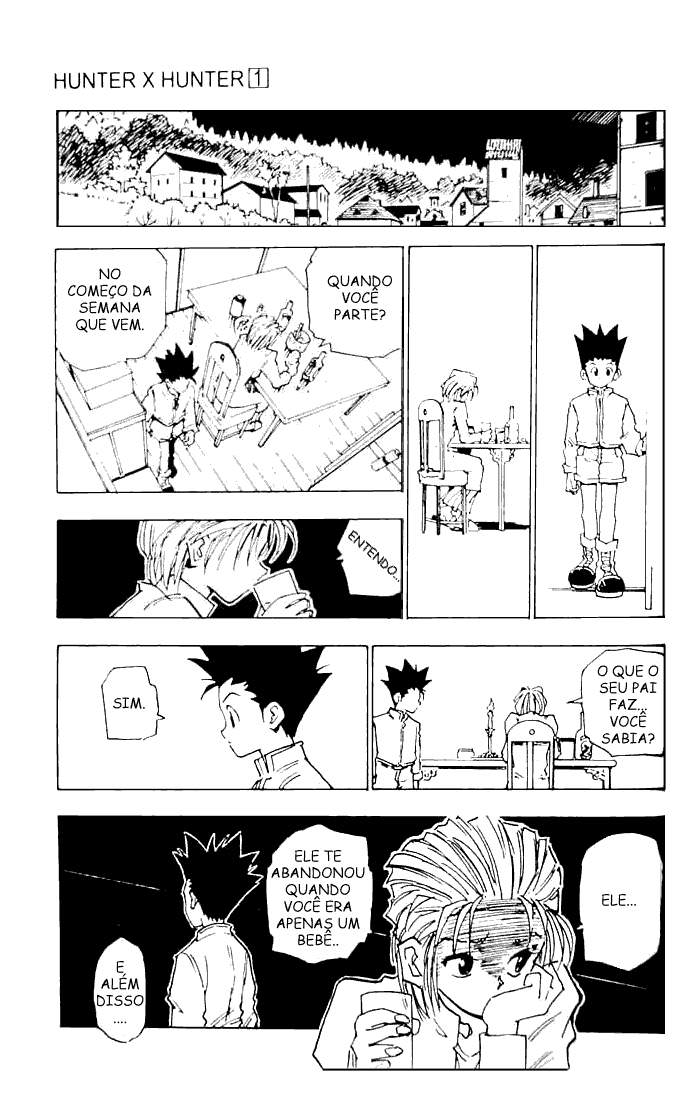 HUNTER X HUNTER 1
QUANDO
VOCÊ
PARTE?
NO
COMEÇO DA
SEMANA
QUE VEM.
ENTENDO...
O QUE O
SEU PAI
FAZ...
VOCÊ
SABIA?
SIM.
ELE...
ELE TE
ABANDONOU
QUANDO
VOCÊ ERA
APENAS UM
BEBÊ..
E
ALÉM
DISSO
....